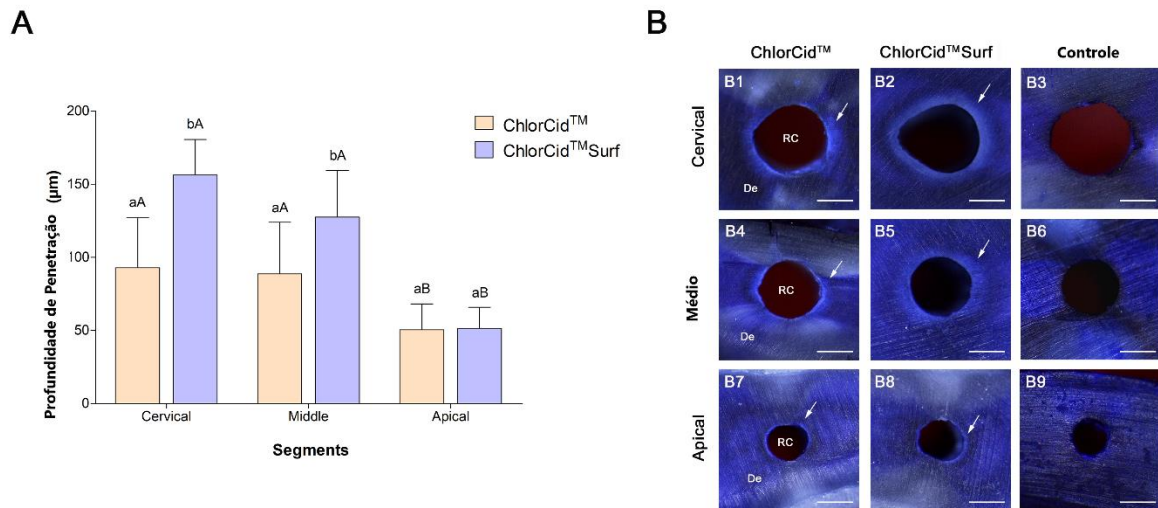 A
Profundidade de Penetração (µm)
200
150
100
50
0
aA
bA
aA
bA
aB
aB
ChlorCid™
ChlorCid™Surf
Cervical
Middle
Apical
Segments
B
ChlorCid™
ChlorCid™Surf
Controle
Cervical
B1
RC
De
B2
B3
Médio
B4
RC
De
B5
B6
Apical
B7
RC
De
B8
B9